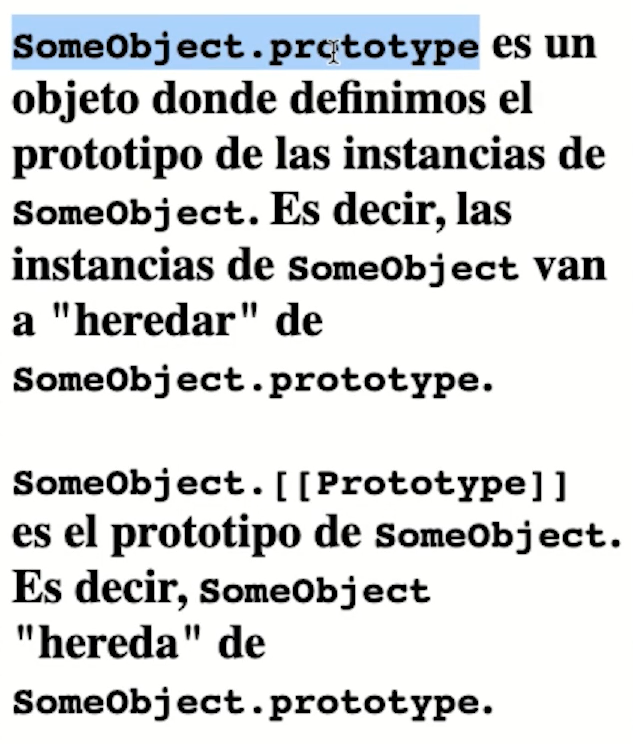 SomeObject.prototype es un
objeto donde definimos el
prototipo de las instancias de
SomeObject. Es decir, las
instancias de SomeObject van
a "heredar" de
SomeObject.prototype.
SomeObject.[[Prototype]]
es el prototipo de SomeObject.
Es decir, SomeObject
"hereda" de
SomeObject.prototype.